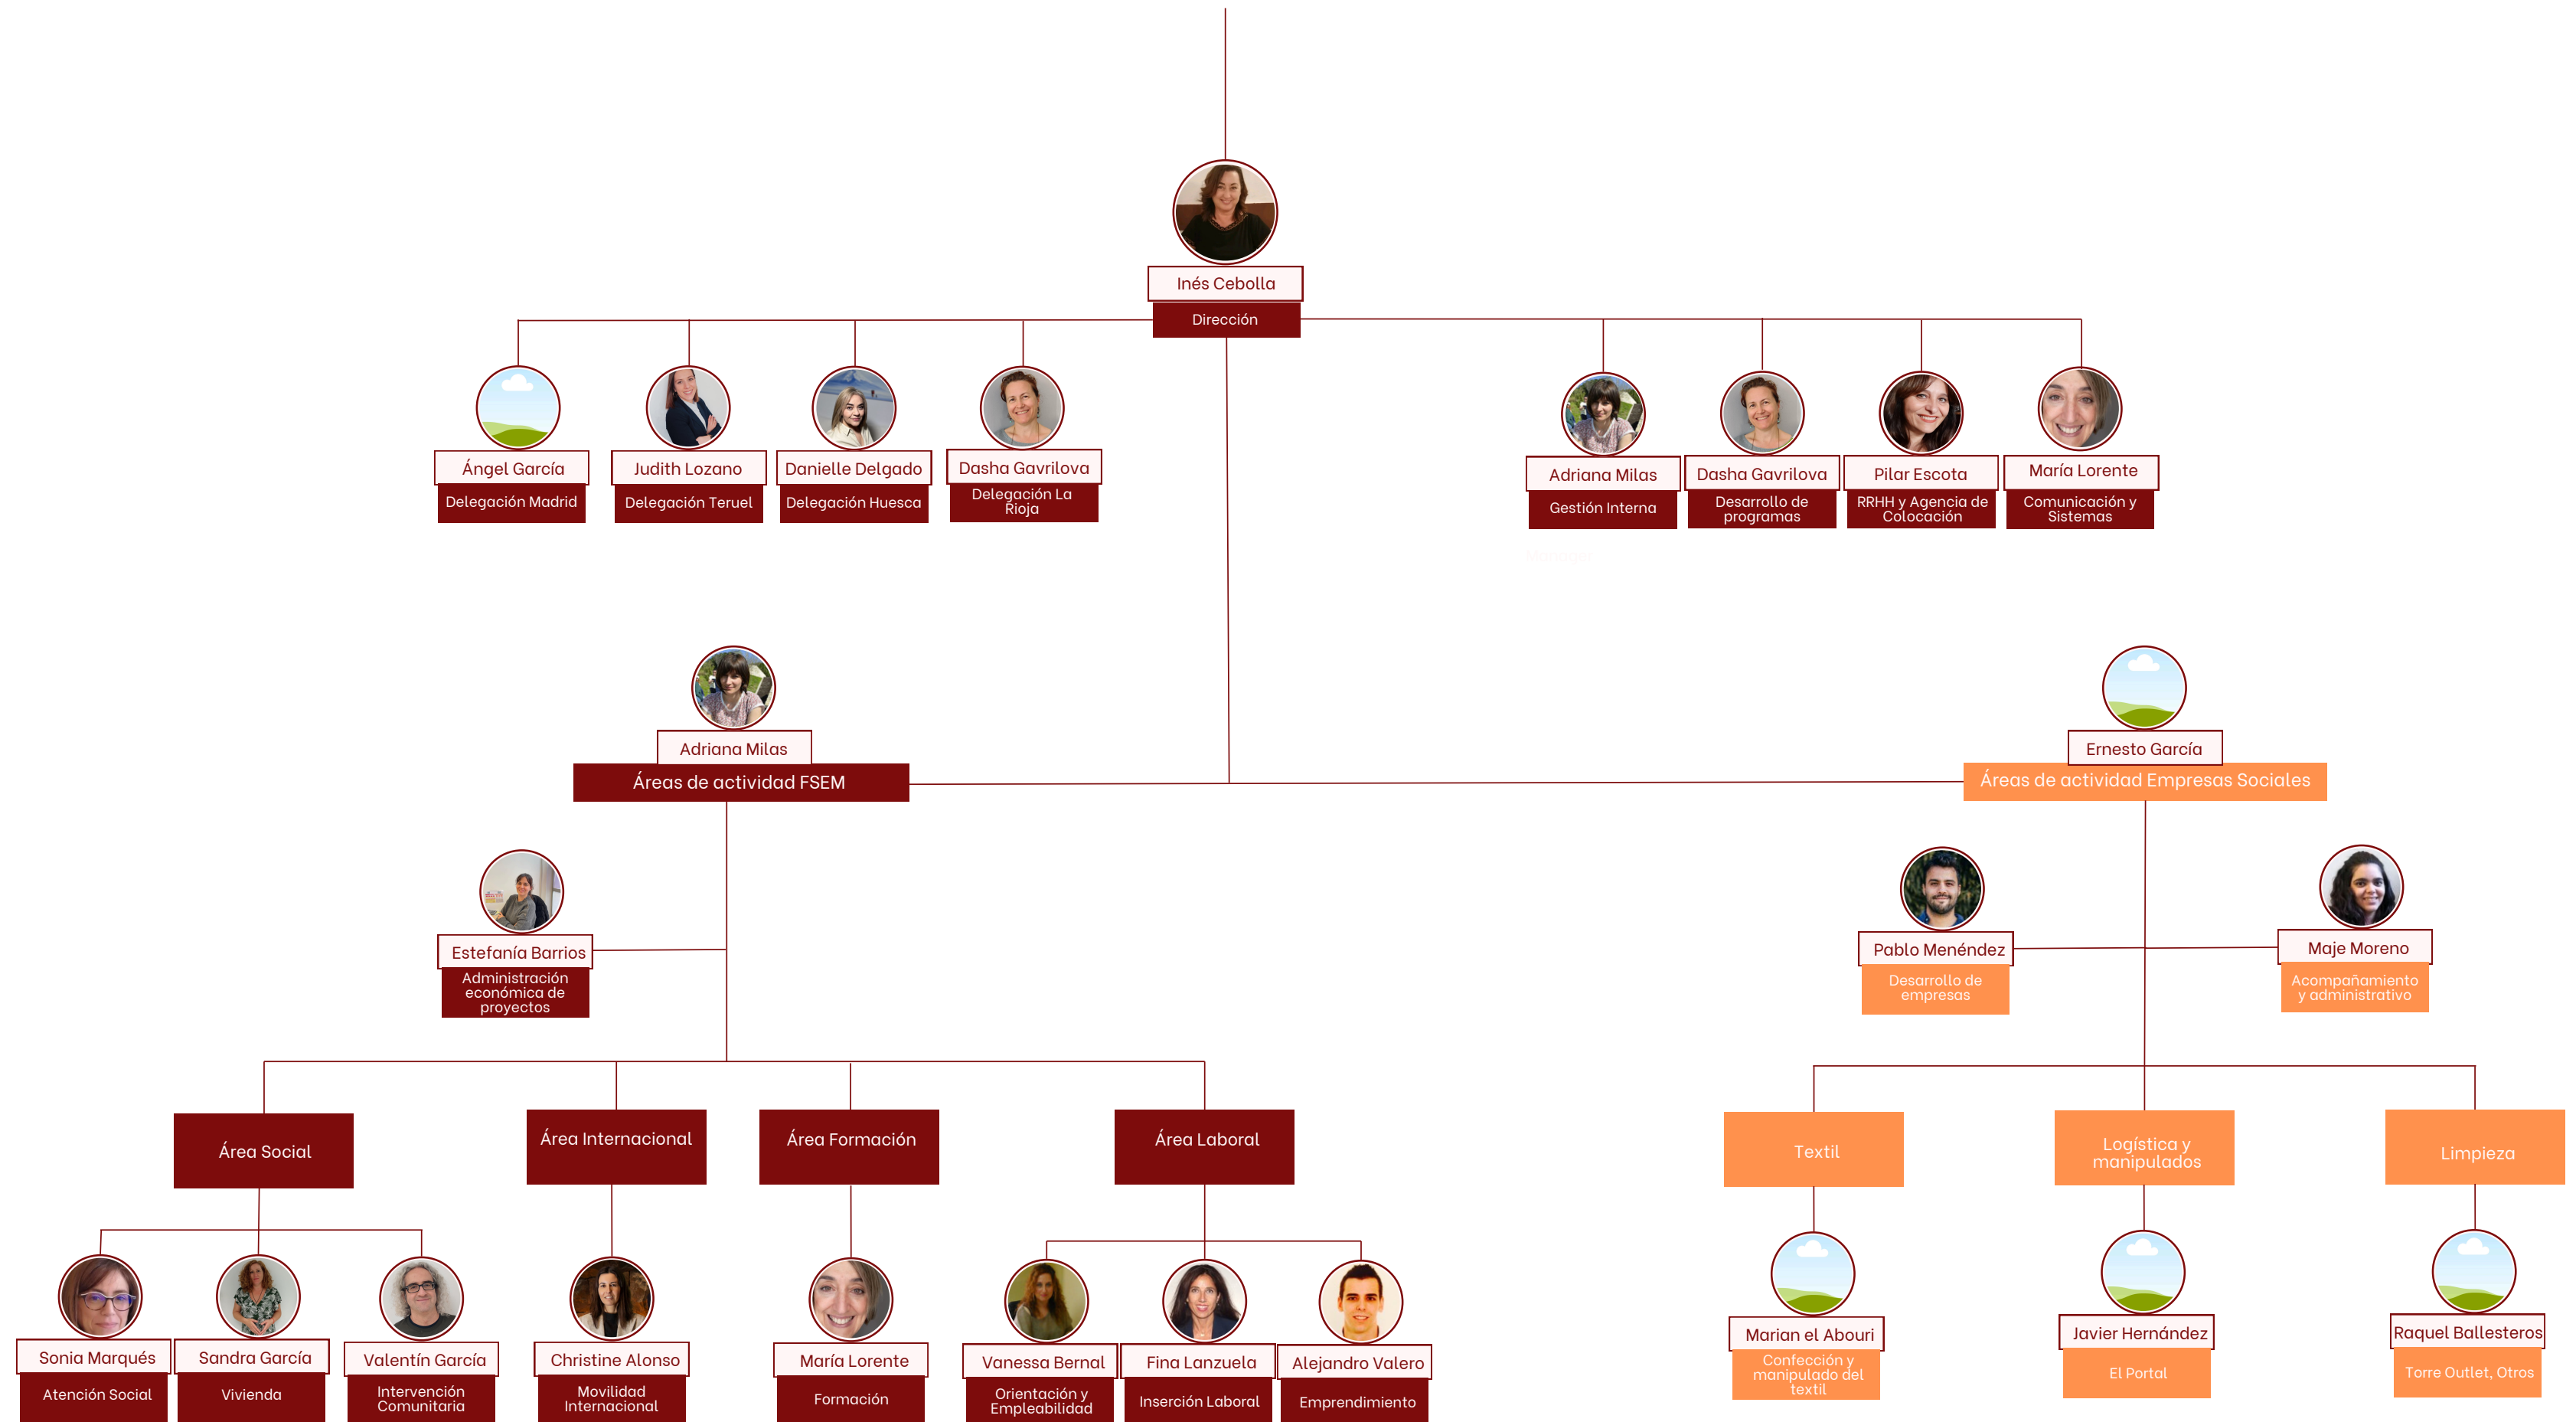 Inés Cebolla
Dirección
Ángel García
Delegación Madrid
Judith Lozano
Delegación Teruel
Danielle Delgado
Delegación Huesca
Dasha Gavrilova
Delegación La
Rioja
Adriana Milas
Gestión Interna
Dasha Gavrilova
Desarrollo de
programas
Pilar Escota
RRHH y Agencia de
Colocación
María Lorente
Comunicación y
Sistemas
Adriana Milas
Áreas de actividad FSEM
Ernesto García
Áreas de actividad Empresas Sociales
Estefanía Barrios
Administración
económica de
proyectos
Pablo Menéndez
Desarrollo de
empresas
Maje Moreno
Acompañamiento
y administrativo
Área Social
Área Internacional
Área Formación
Área Laboral
Textil
Logística y
manipulados
Limpieza
Sonia Marqués
Atención Social
Sandra García
Vivienda
Valentín García
Intervención
Comunitaria
Christine Alonso
Movilidad
Internacional
María Lorente
Formación
Vanessa Bernal
Orientación y
Empleabilidad
Fina Lanzuela
Inserción Laboral
Alejandro Valero
Emprendimiento
Marian el Abouri
Confección y
manipulado del
textil
Javier Hernández
El Portal
Raquel Ballesteros
Torre Outlet, Otros